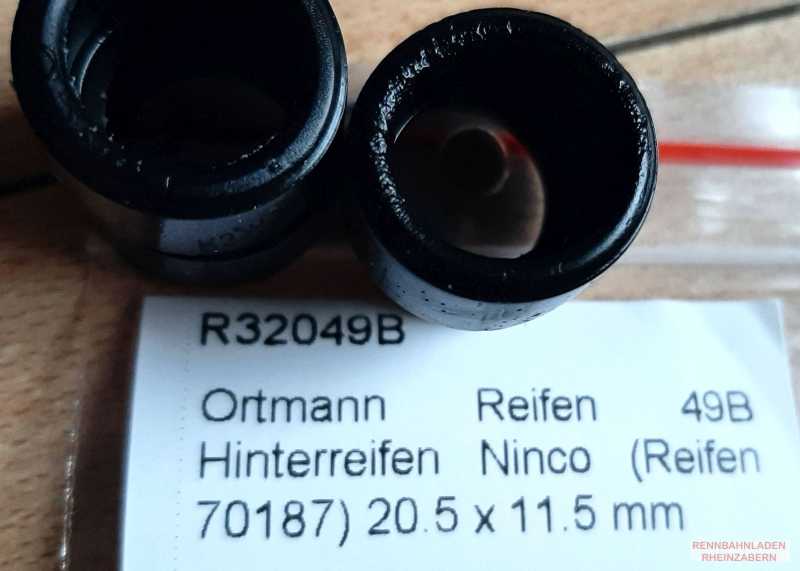 R32049B
Ortmann Reifen 49B
Hinterreifen Ninco (Reifen
70187) 20.5 x 11.5 mm
RENNBAHNLADEN
RHEINZABERN